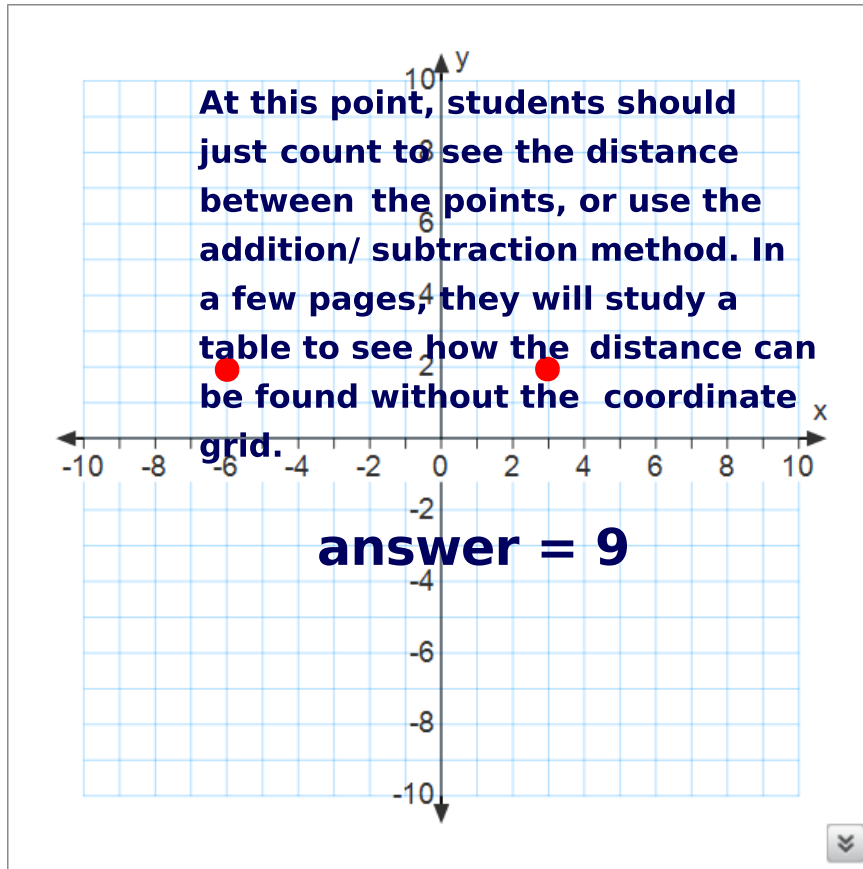 y
10
At this point, students should
just count to see the distance
8
between the points, or use the
6
addition/ subtraction method. In
a few pages, they will study a
4
table to see how the distance can
2
be found without the coordinate
x
grid.
-10 -8 -6 -4 -2 0 2 4 6 8 10
-2
answer = 9
-4
-6
-8
-10